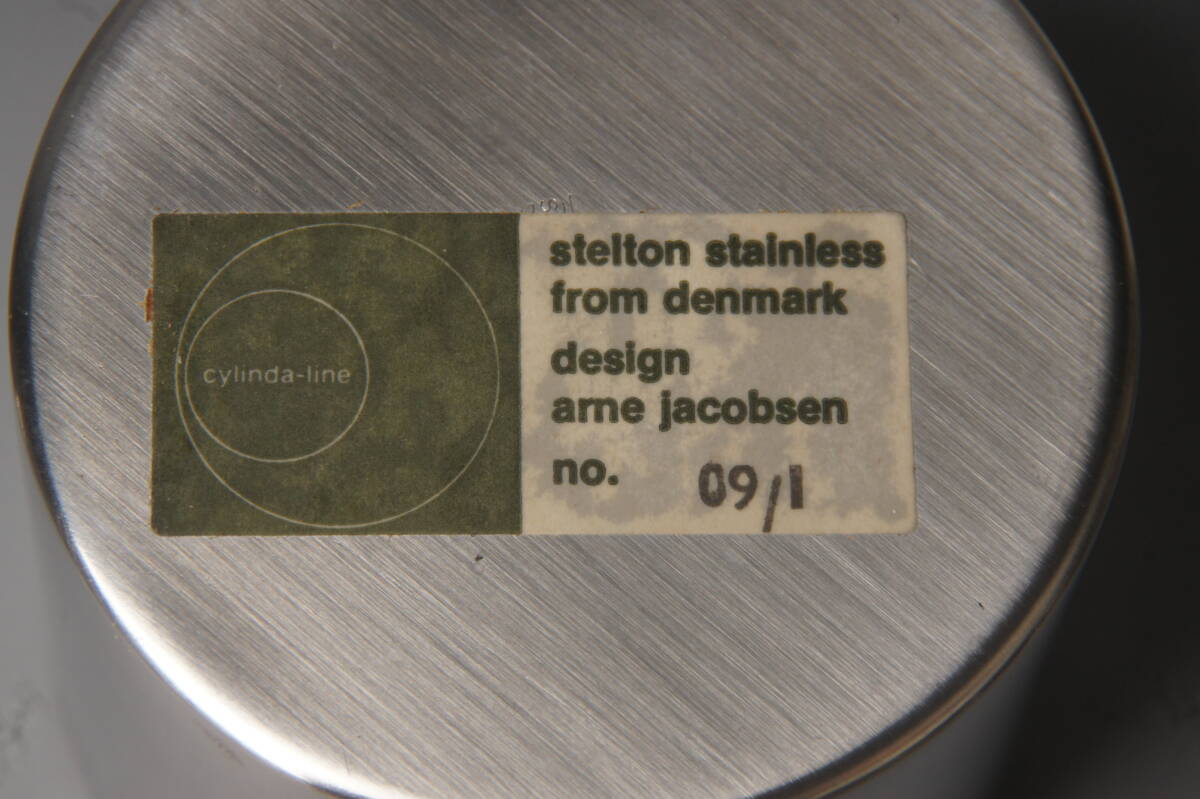 cylinda-line
stelton stainless
from denmark
design
arne jacobsen
no. 09/1